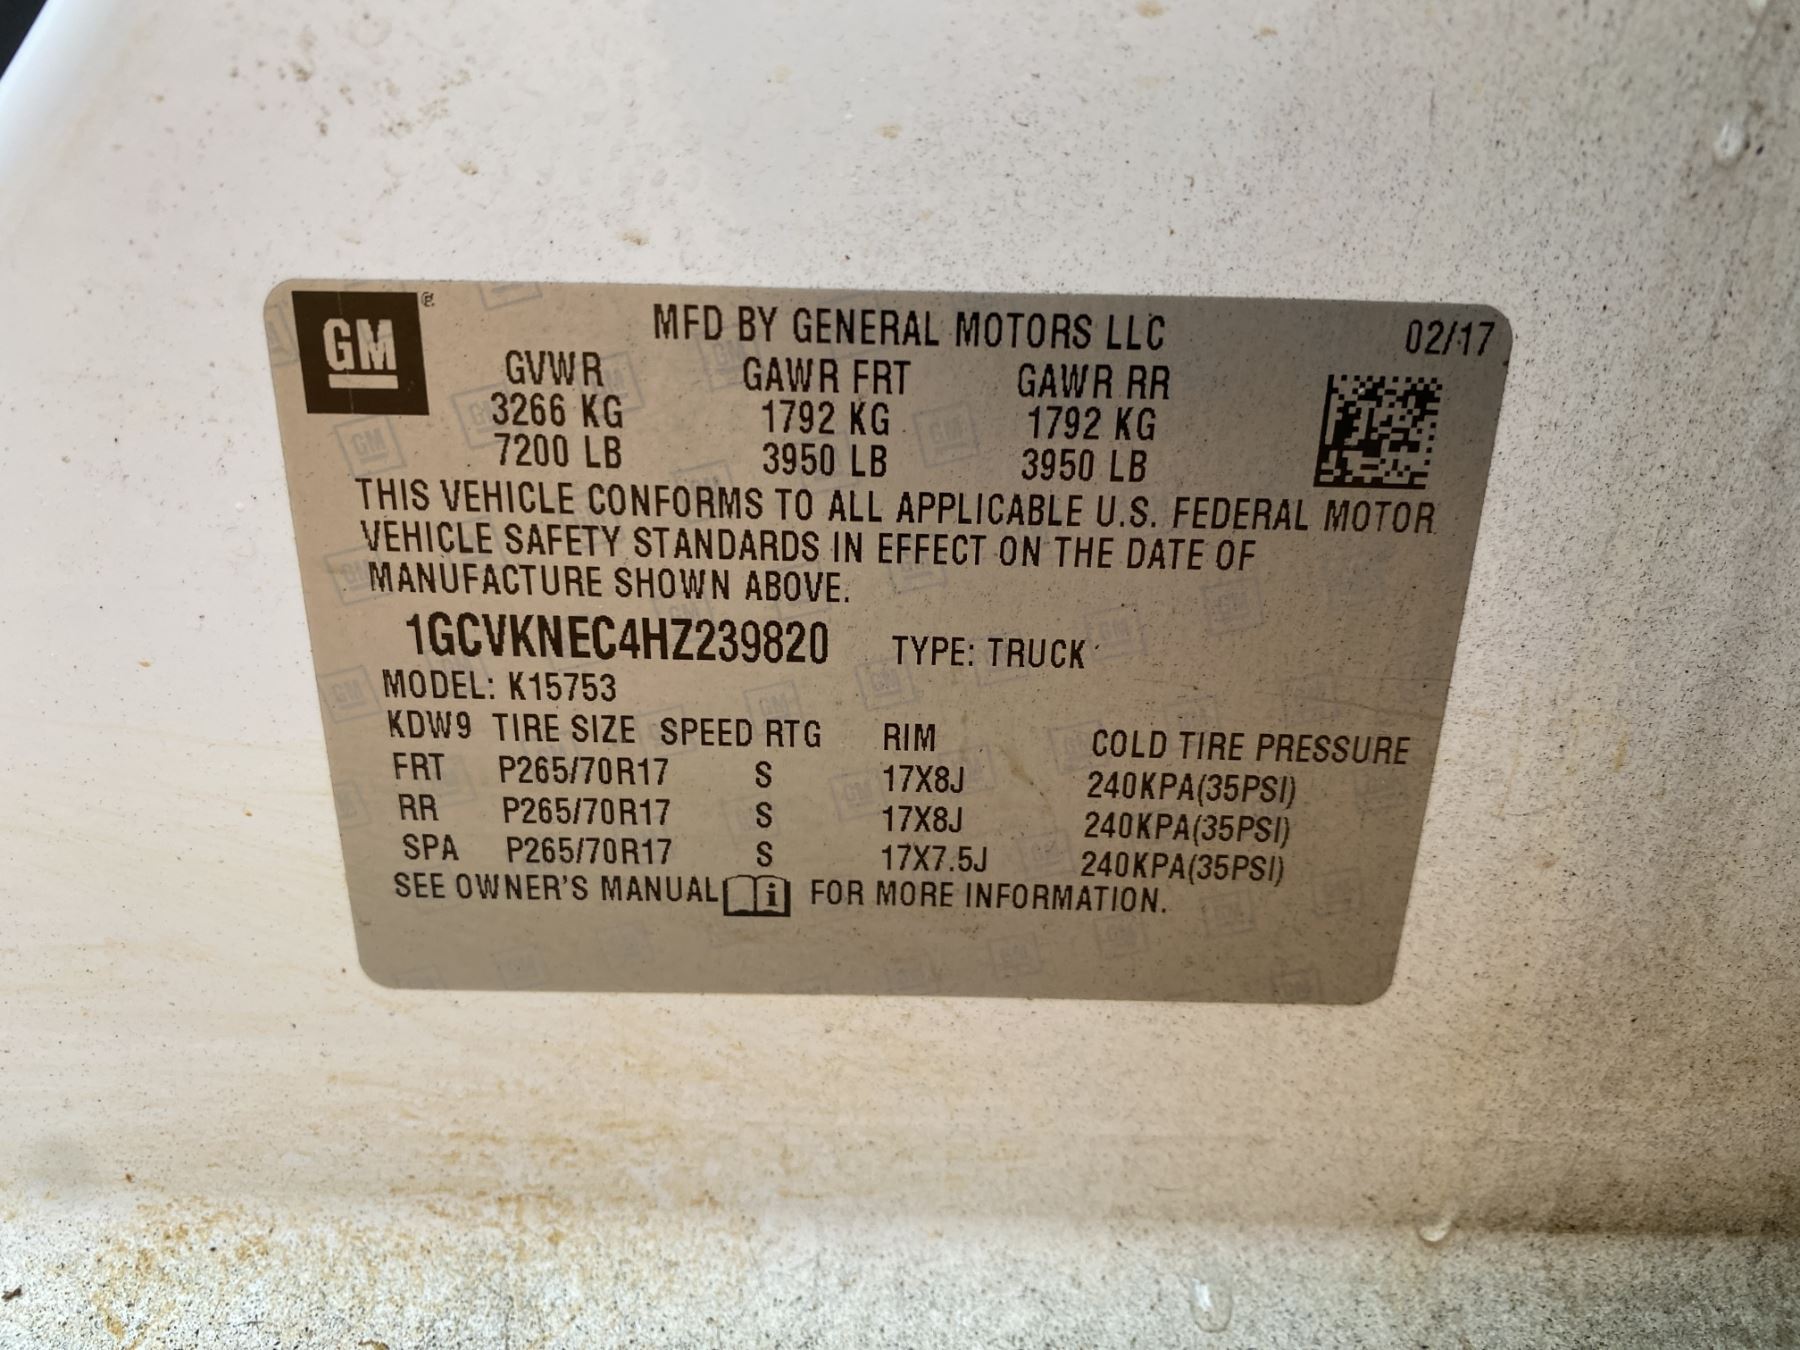 GM
MFD BY GENERAL MOTORS LLC 02/17
GVWR GAWR FRT GAWR RR
3266 KG 1792 KG 1792 KG
7200 LB 3950 LB 3950 LB
THIS VEHICLE CONFORMS TO ALL APPLICABLE U.S. FEDERAL MOTOR
VEHICLE SAFETY STANDARDS IN EFFECT ON THE DATE OF
MANUFACTURE SHOWN ABOVE.
1GCVKNEC4HZ239820 TYPE: TRUCK
MODEL: K15753
KDW9 TIRE SIZE SPEED RTG RIM COLD TIRE PRESSURE
FRT P265/70R17 S 17X8J 240KPA(35PSI)
RR P265/70R17 S 17X8J 240KPA(35PSI)
SPA P265/70R17 S 17X7.5J 240KPA(35PSI)
SEE OWNER'S MANUAL i FOR MORE INFORMATION.